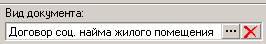 Вид документа:
Договор соц. найма жилого помещения ...